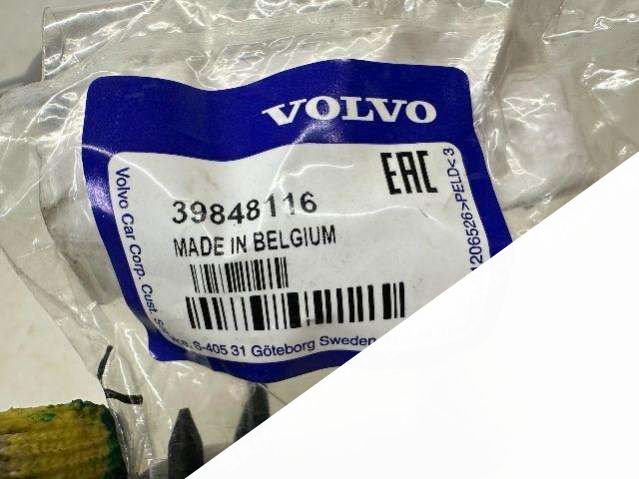 VOLVO
EAC
39848116
MADE IN BELGIUM
Volvo Car Corp. Cust.
S-405 31 Göteborg Sweden
1206526>PELD<3